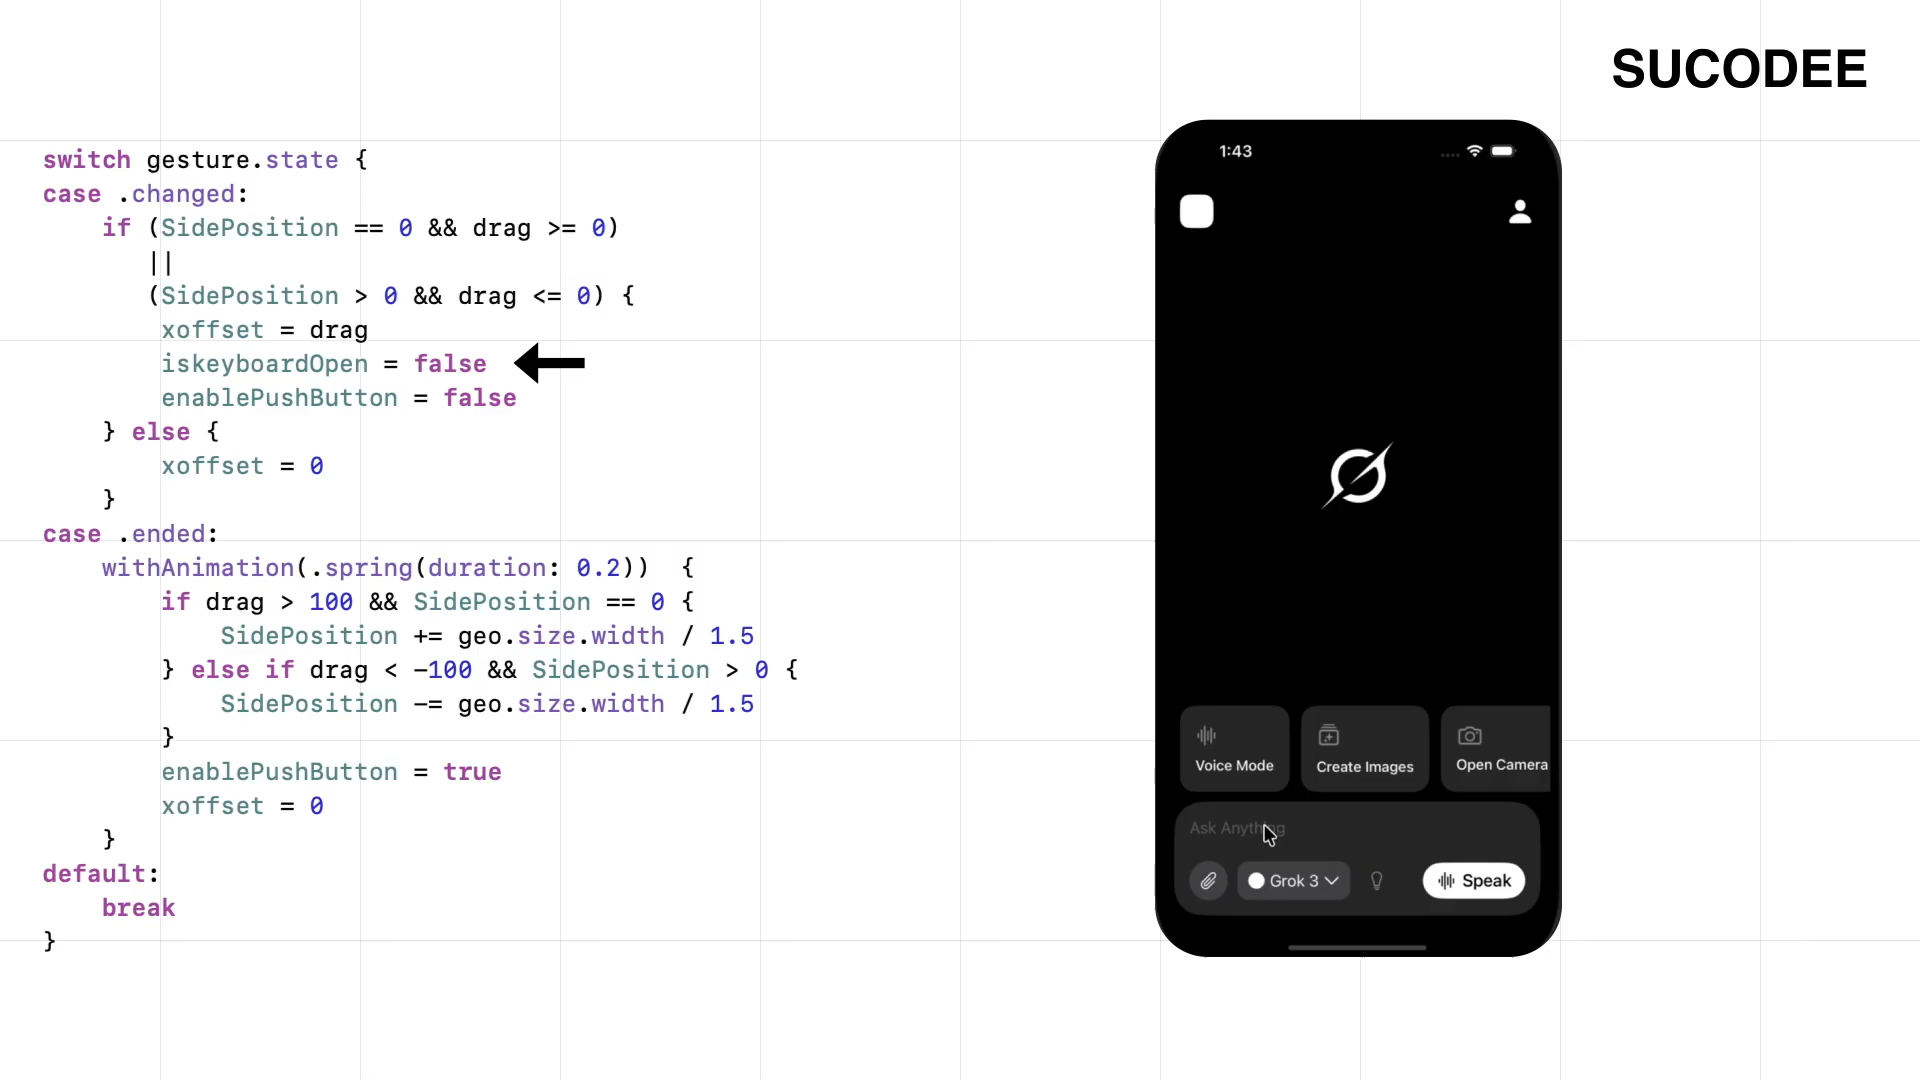 SUCODEE
switch gesture.state {
case .changed:
    if (SidePosition == 0 && drag >= 0)
       ||
       (SidePosition > 0 && drag <= 0) {
        xoffset = drag
        iskeyboardOpen = false
        enablePushButton = false
    } else {
        xoffset = 0
    }
case .ended:
    withAnimation(.spring(duration: 0.2))  {
        if drag > 100 && SidePosition == 0 {
            SidePosition += geo.size.width / 1.5
        } else if drag < -100 && SidePosition > 0 {
            SidePosition -= geo.size.width / 1.5
        }
        enablePushButton = true
        xoffset = 0
    }
default:
    break
}
1:43
Voice Mode
Create Images
Open Camera
Ask Anything
Grok 3
Speak